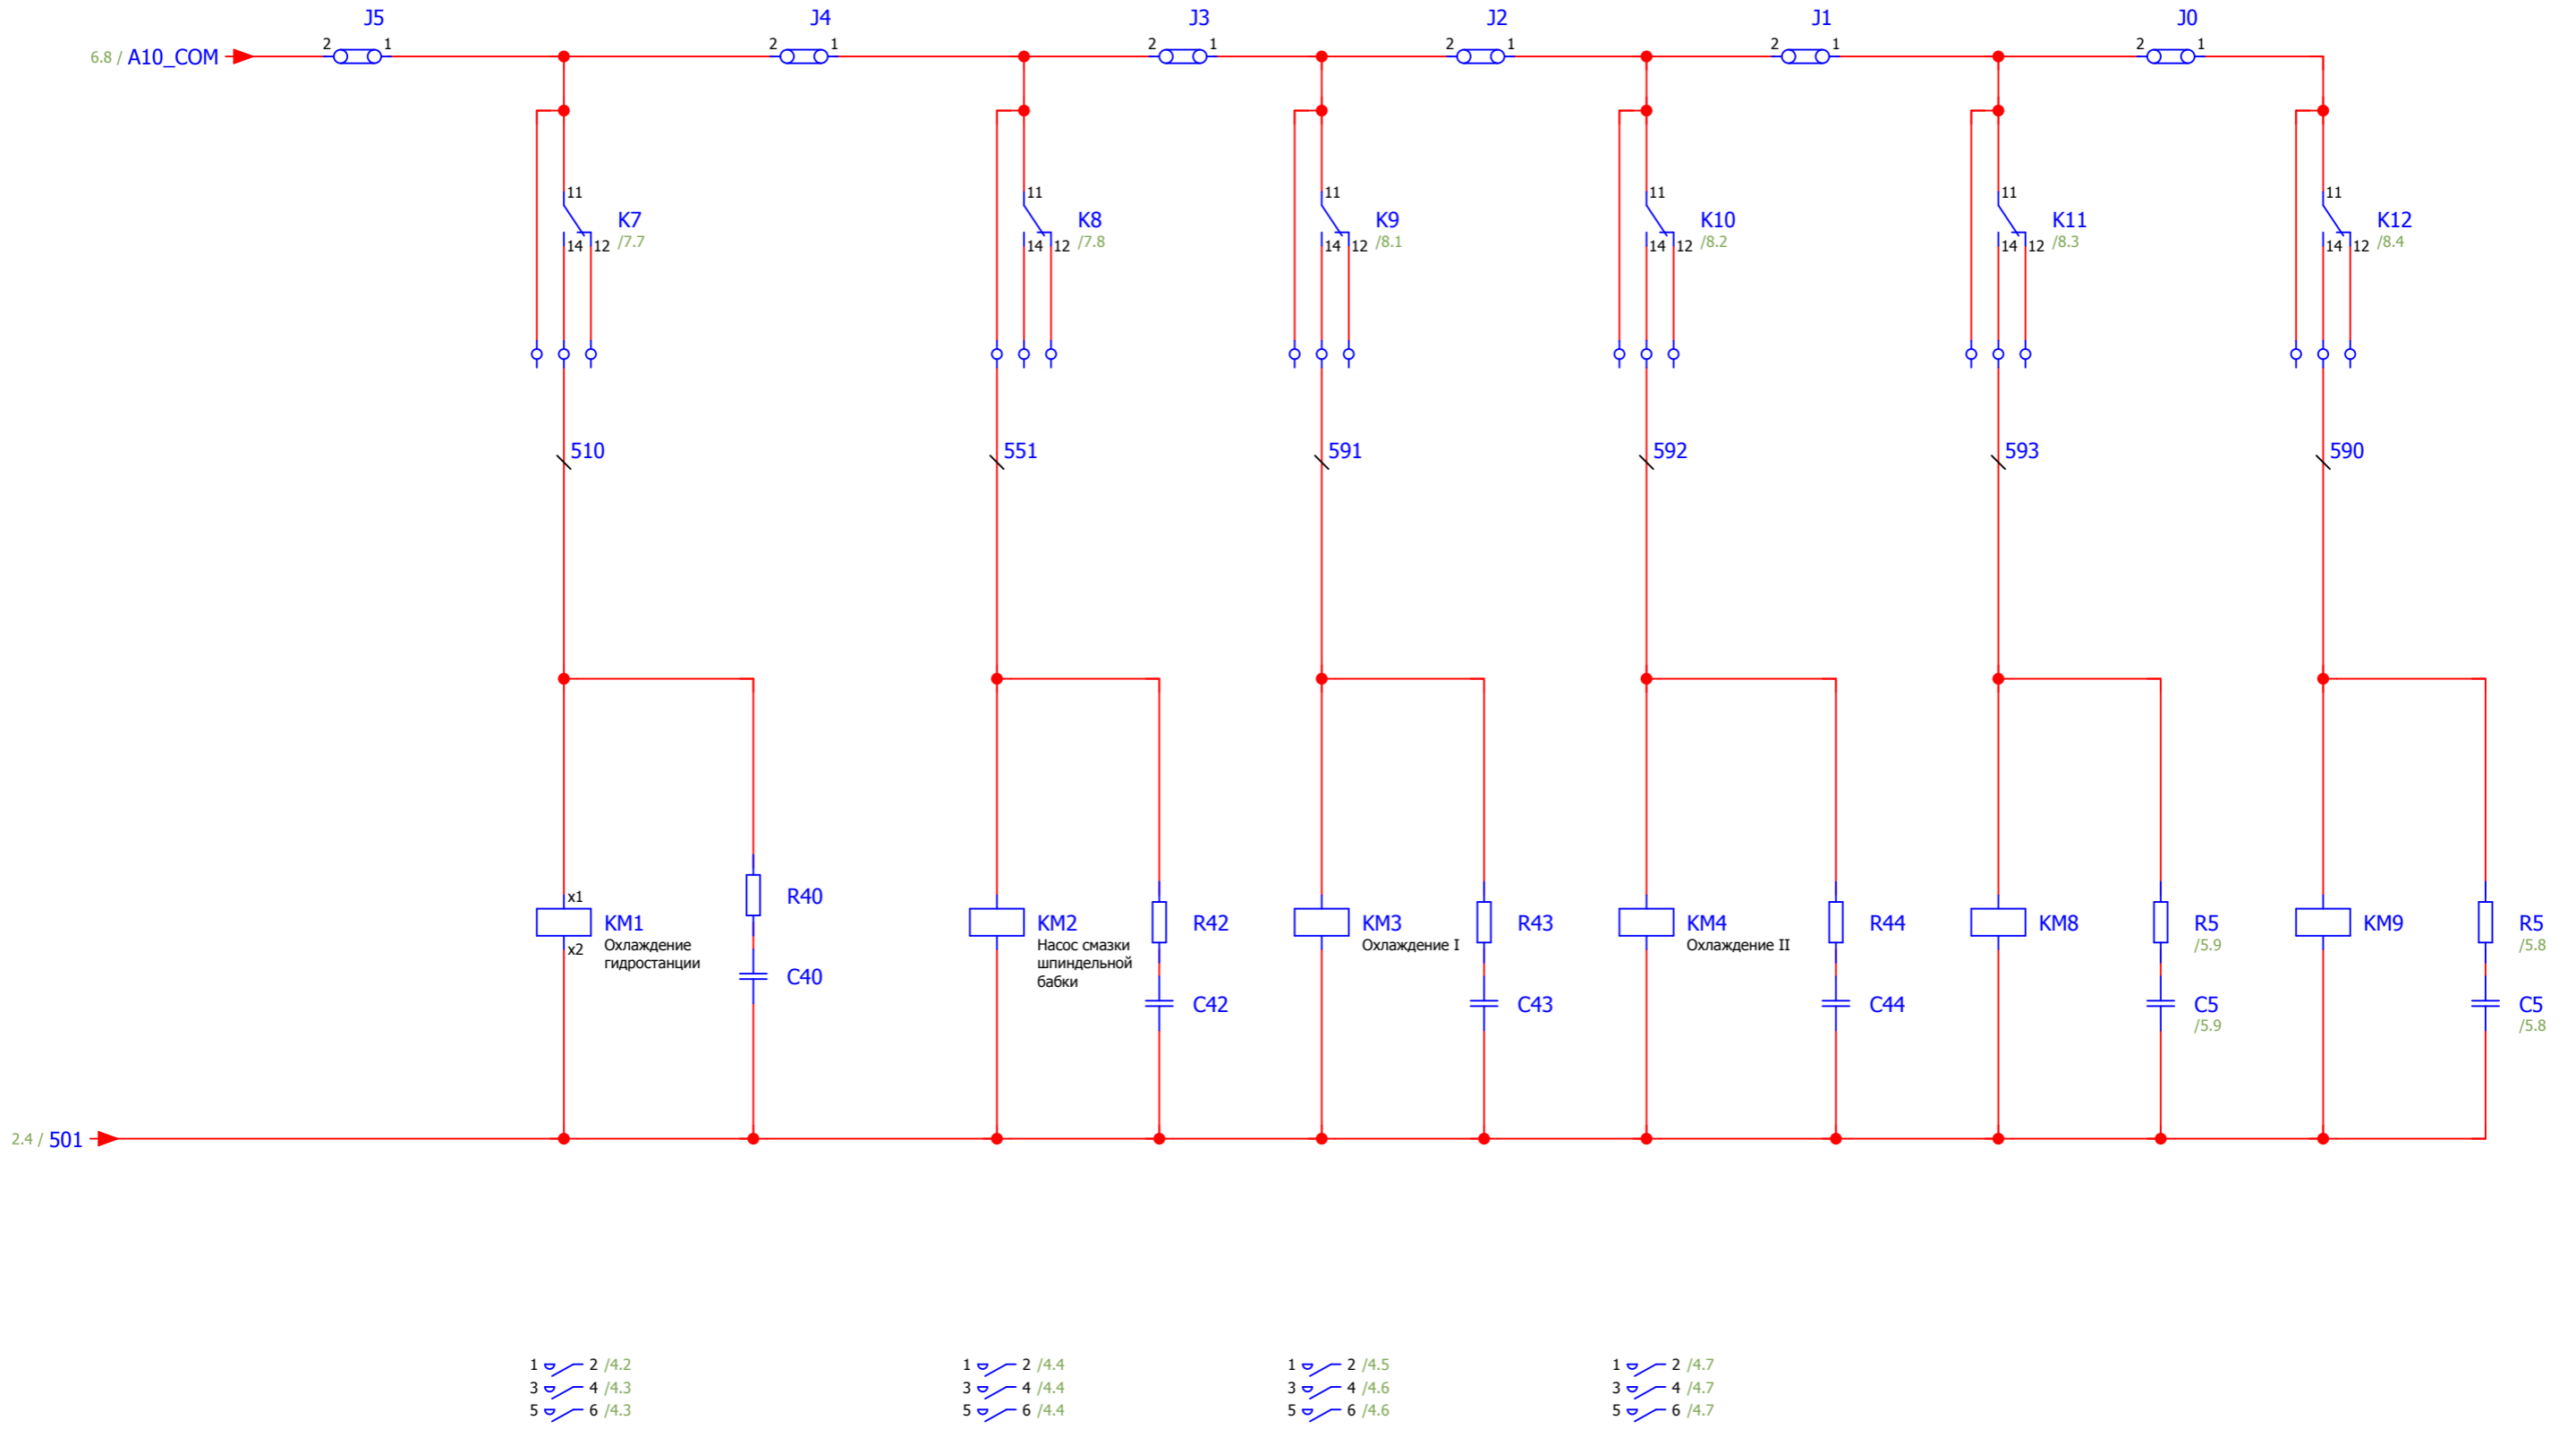 J5 J4 J3 J2 J1 J0
6.8 / A10_COM 2 1 2 1 2 1 2 1 2 1 2 1
11 11 11 11 11 11
K7 K8 K9 K10 K11 K12
14 12 /7.7 14 12 /7.8 14 12 /8.1 14 12 /8.2 14 12 /8.3 14 12 /8.4
510 551 591 592 593 590
x1 R40
KM1 KM2 R42 KM3 R43 KM4 R44 KM8 R5 KM9 R5
Охлаждение Насос смазки Охлаждение I Охлаждение II /5.9 /5.8
x2 гидростанции шпиндельной
C40 бабки
C42 C43 C44 C5 C5
/5.9 /5.8
2.4 / 501
1 2 /4.2 1 2 /4.4 1 2 /4.5 1 2 /4.7
3 4 /4.3 3 4 /4.4 3 4 /4.6 3 4 /4.7
5 6 /4.3 5 6 /4.4 5 6 /4.6 5 6 /4.7